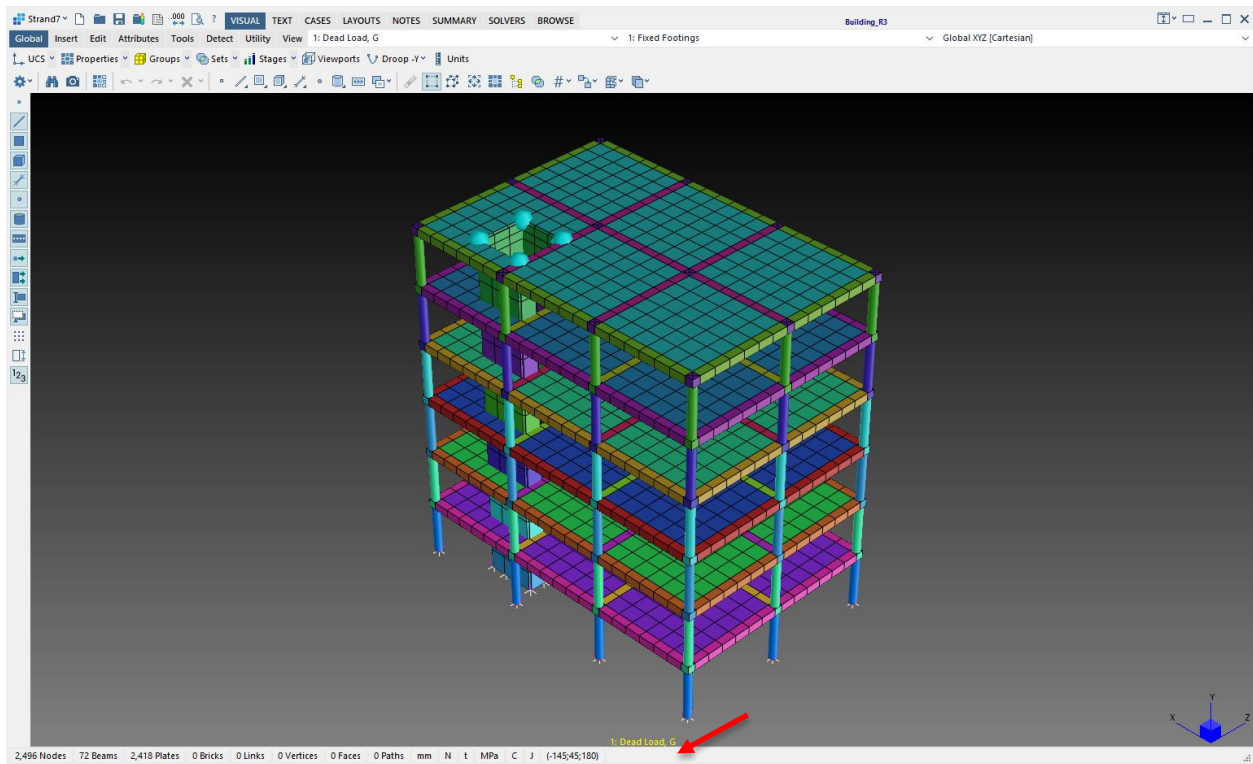 Strand7 .000 ? VISUAL TEXT CASES LAYOUTS NOTES SUMMARY SOLVERS BROWSE Building_R3
Global Insert Edit Attributes Tools Detect Utility View 1: Dead Load, G 1: Fixed Footings Global XYZ [Cartesian]
UCS Properties Groups Sets Stages Viewports Droop -Y Units
#
123
Y
X Z
1: Dead Load, G
2,496 Nodes 72 Beams 2,418 Plates 0 Bricks 0 Links 0 Vertices 0 Faces 0 Paths mm N t MPa C J (-145;45;180)